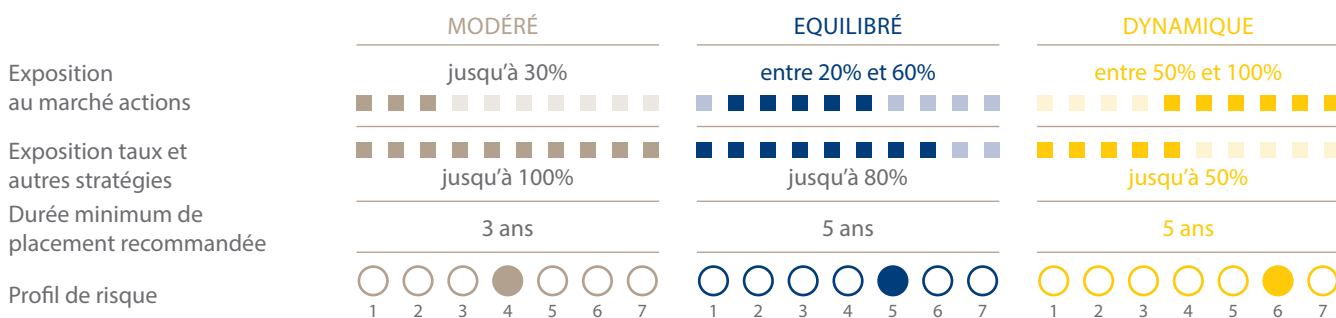 MODÉRÉ
EQUILIBRÉ
DYNAMIQUE
Exposition
au marché actions
jusqu'à 30%
entre 20% et 60%
entre 50% et 100%
Exposition taux et
autres stratégies
jusqu'à 100%
jusqu'à 80%
jusqu'à 50%
Durée minimum de
placement recommandée
3 ans
5 ans
5 ans
Profil de risque
1 2 3 4 5 6 7
1 2 3 4 5 6 7
1 2 3 4 5 6 7